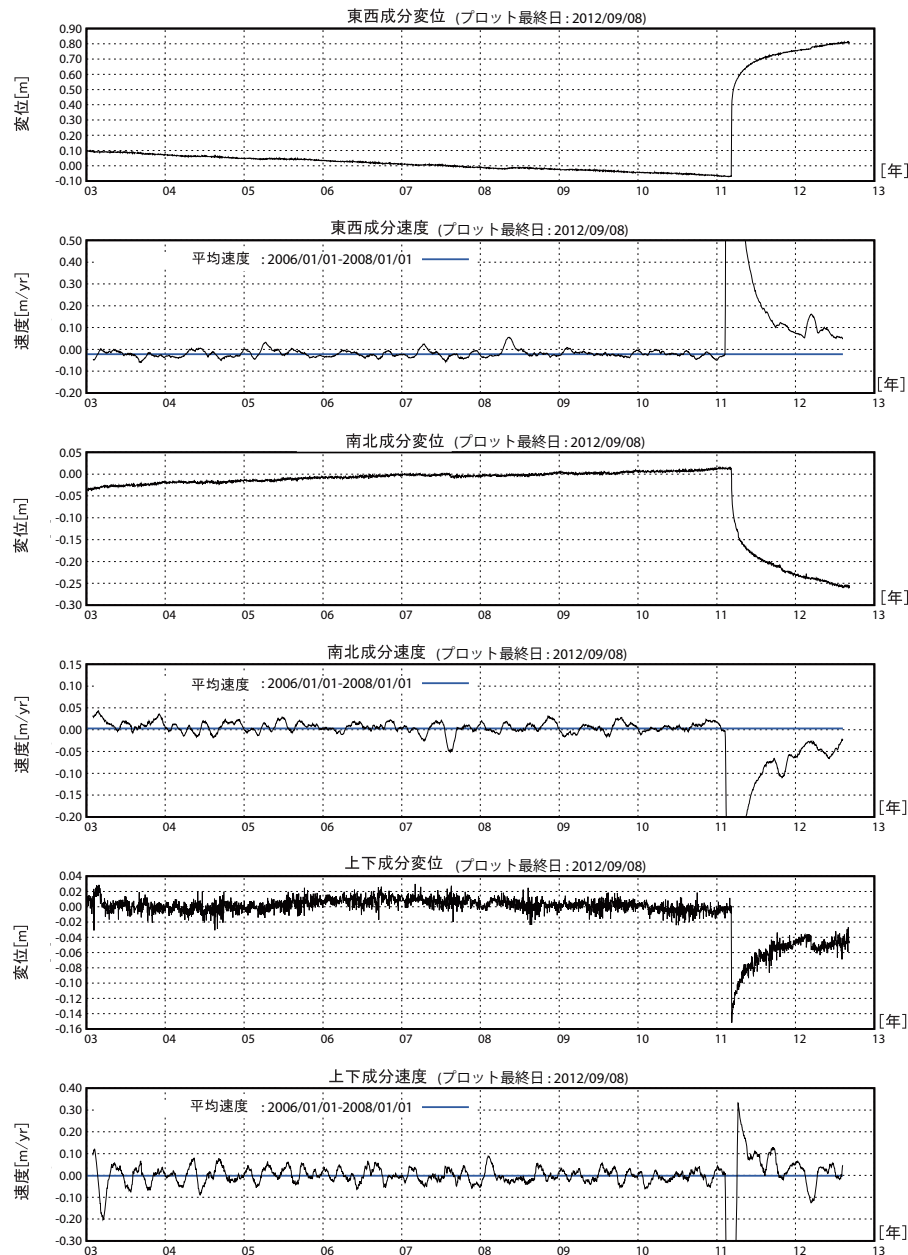 東西成分変位 (プロット最終日 : 2012/09/08)
変位[m]
0.90
0.80
0.70
0.60
0.50
0.40
0.30
0.20
0.10
0.00
-0.10
03 04 05 06 07 08 09 10 11 12 13
[年]
東西成分速度 (プロット最終日 : 2012/09/08)
平均速度 : 2006/01/01-2008/01/01
速度[m/yr]
0.50
0.40
0.30
0.20
0.10
0.00
-0.10
-0.20
03 04 05 06 07 08 09 10 11 12 13
[年]
南北成分変位 (プロット最終日 : 2012/09/08)
変位[m]
0.05
0.00
-0.05
-0.10
-0.15
-0.20
-0.25
-0.30
03 04 05 06 07 08 09 10 11 12 13
[年]
南北成分速度 (プロット最終日 : 2012/09/08)
平均速度 : 2006/01/01-2008/01/01
速度[m/yr]
0.15
0.10
0.05
0.00
-0.05
-0.10
-0.15
-0.20
03 04 05 06 07 08 09 10 11 12 13
[年]
上下成分変位 (プロット最終日 : 2012/09/08)
変位[m]
0.04
0.02
0.00
-0.02
-0.04
-0.06
-0.08
-0.10
-0.12
-0.14
-0.16
03 04 05 06 07 08 09 10 11 12 13
[年]
上下成分速度 (プロット最終日 : 2012/09/08)
平均速度 : 2006/01/01-2008/01/01
速度[m/yr]
0.40
0.30
0.20
0.10
0.00
-0.10
-0.20
-0.30
03 04 05 06 07 08 09 10 11 12 13
[年]